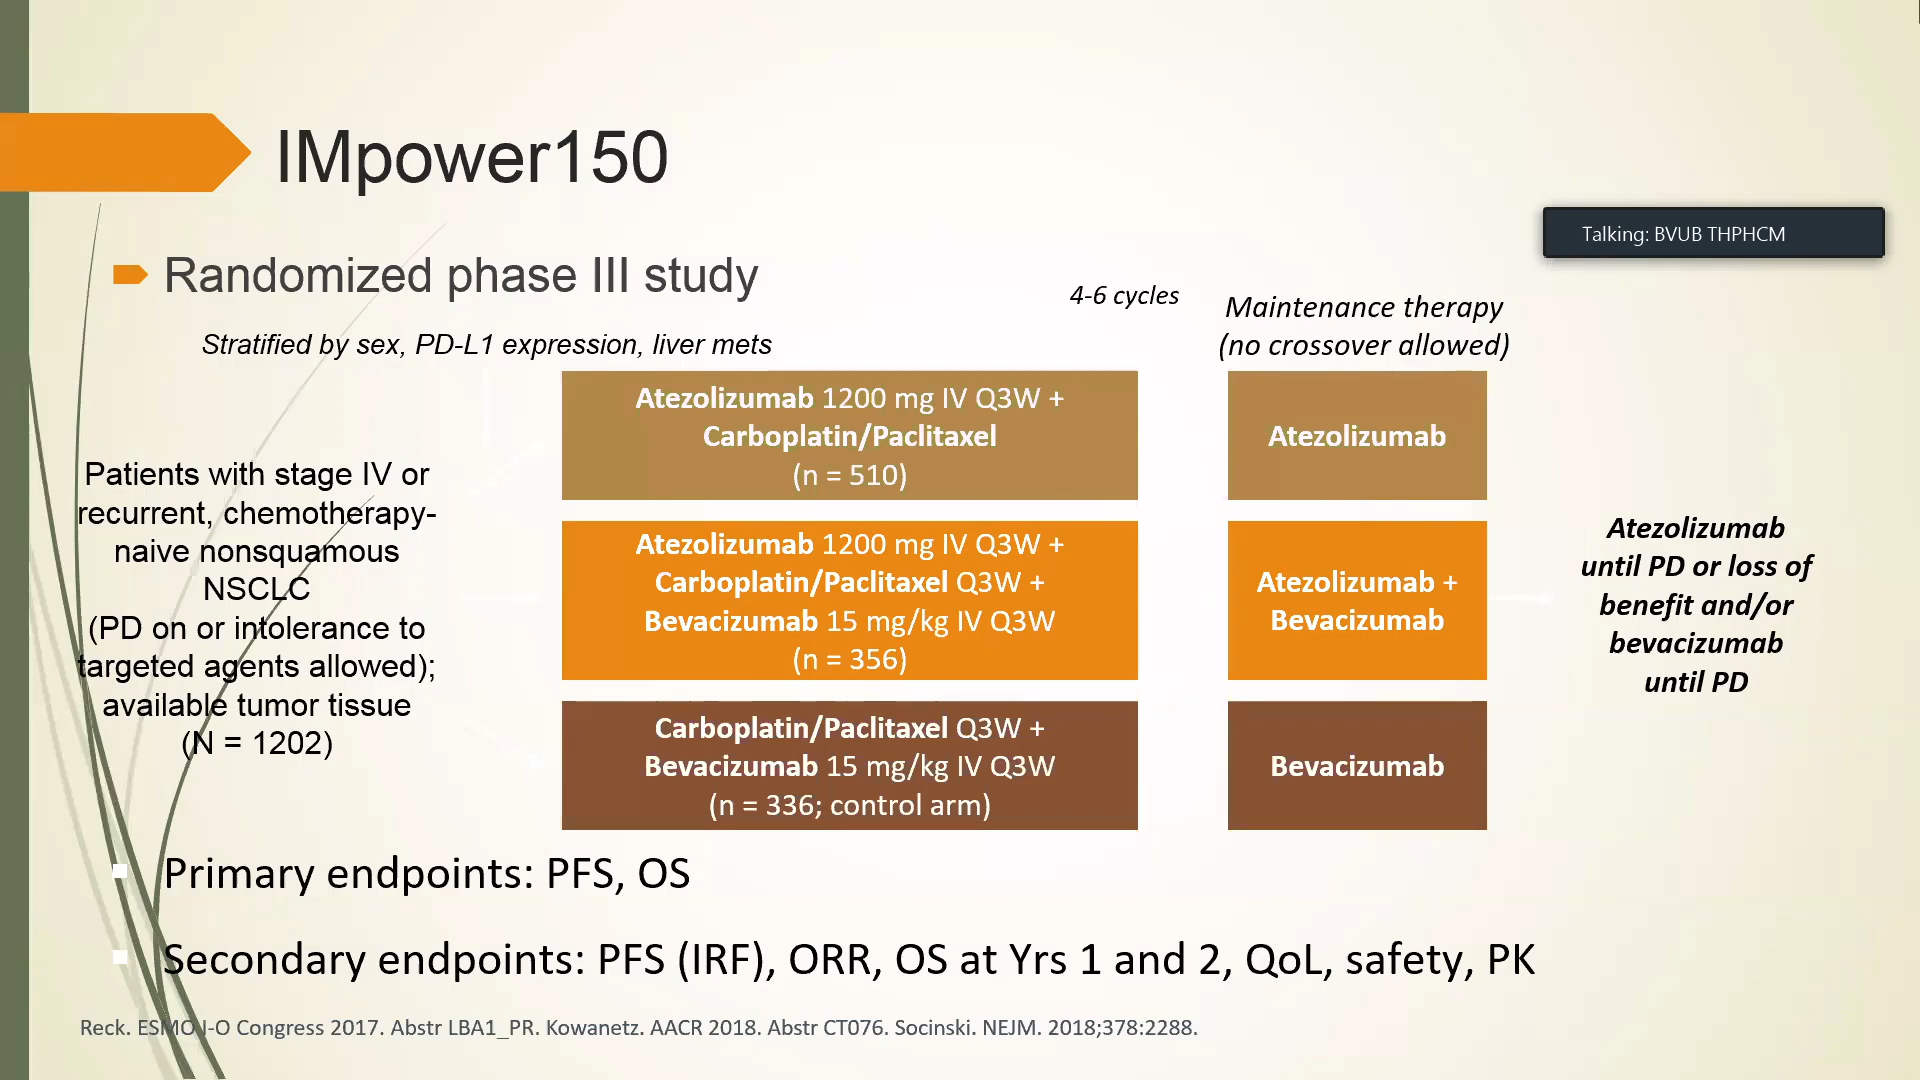 IMpower150
Talking: BVUB THPHCM
Randomized phase III study
4-6 cycles
Maintenance therapy
(no crossover allowed)
Stratified by sex, PD-L1 expression, liver mets
Patients with stage IV or
recurrent, chemotherapy-
naive nonsquamous
NSCLC
(PD on or intolerance to
targeted agents allowed);
available tumor tissue
(N = 1202)
Atezolizumab 1200 mg IV Q3W +
Carboplatin/Paclitaxel
(n = 510)
Atezolizumab
Atezolizumab 1200 mg IV Q3W +
Carboplatin/Paclitaxel Q3W +
Bevacizumab 15 mg/kg IV Q3W
(n = 356)
Atezolizumab +
Bevacizumab
Carboplatin/Paclitaxel Q3W +
Bevacizumab 15 mg/kg IV Q3W
(n = 336; control arm)
Bevacizumab
Atezolizumab
until PD or loss of
benefit and/or
bevacizumab
until PD
Primary endpoints: PFS, OS
Secondary endpoints: PFS (IRF), ORR, OS at Yrs 1 and 2, QoL, safety, PK
Reck. ESMO I-O Congress 2017. Abstr LBA1_PR. Kowanetz. AACR 2018. Abstr CT076. Socinski. NEJM. 2018;378:2288.